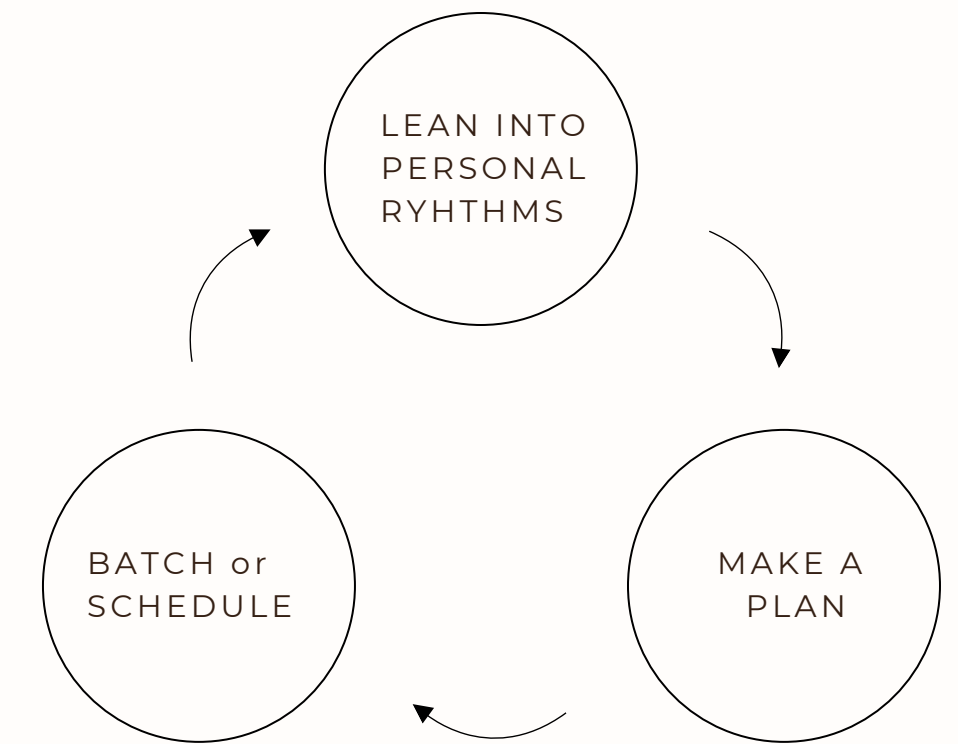 LEAN INTO
PERSONAL
RYHTHMS
BATCH or
SCHEDULE
MAKE A
PLAN